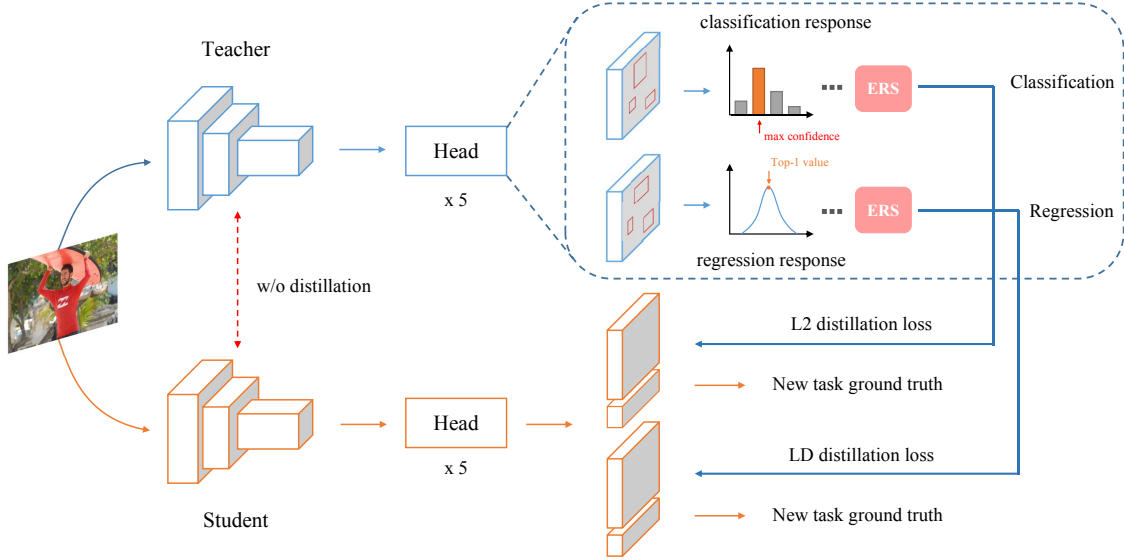 classification response
Teacher
Classification
ERS
max confidence
Top-1 value
Head
x 5
ERS
Regression
regression response
w/o distillation
L2 distillation loss
New task ground truth
Head
x 5
LD distillation loss
New task ground truth
Student